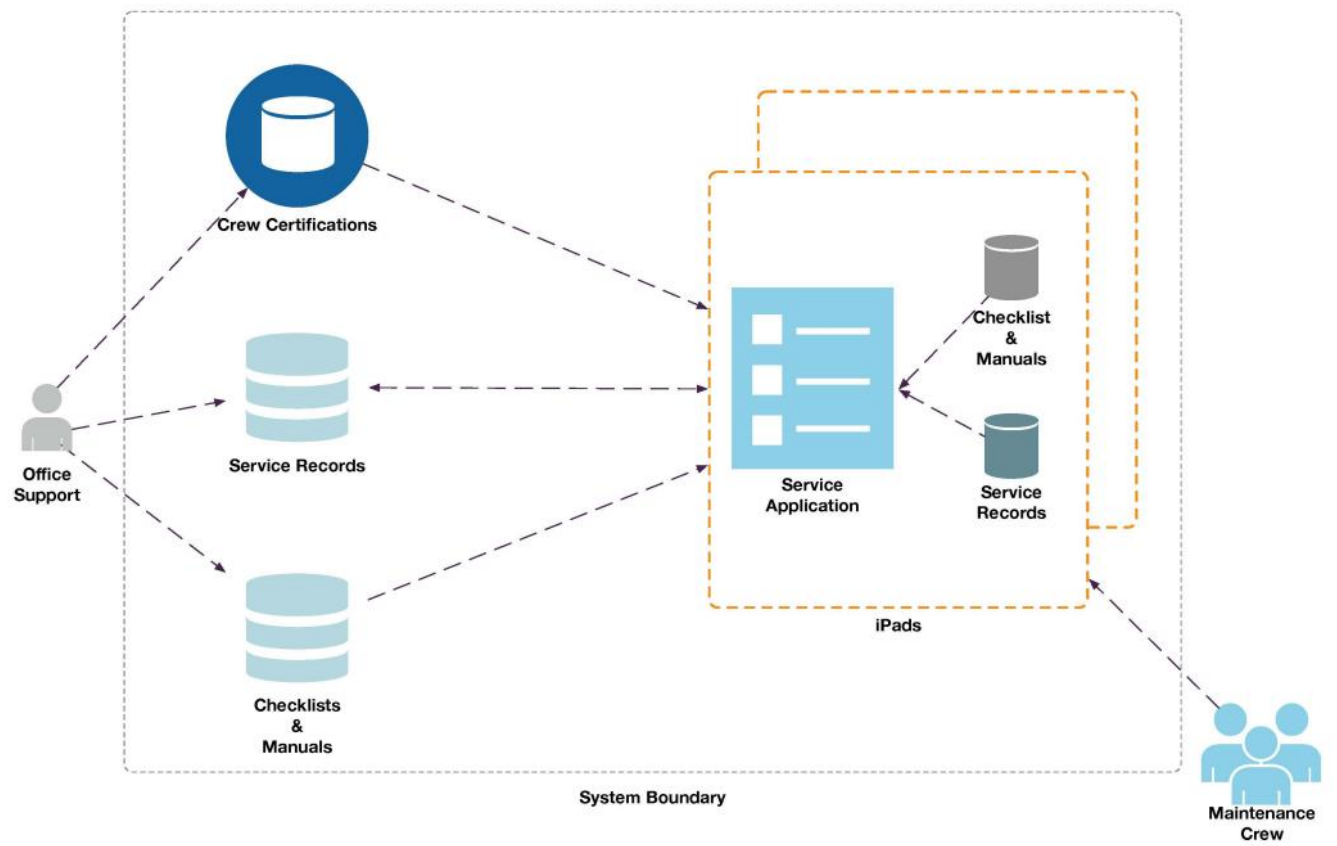 Crew Certifications
Checklist
&
Manuals
Service Records
Office
Support
Service
Application
Service
Records
iPads
Checklists
&
Manuals
System Boundary
Maintenance
Crew